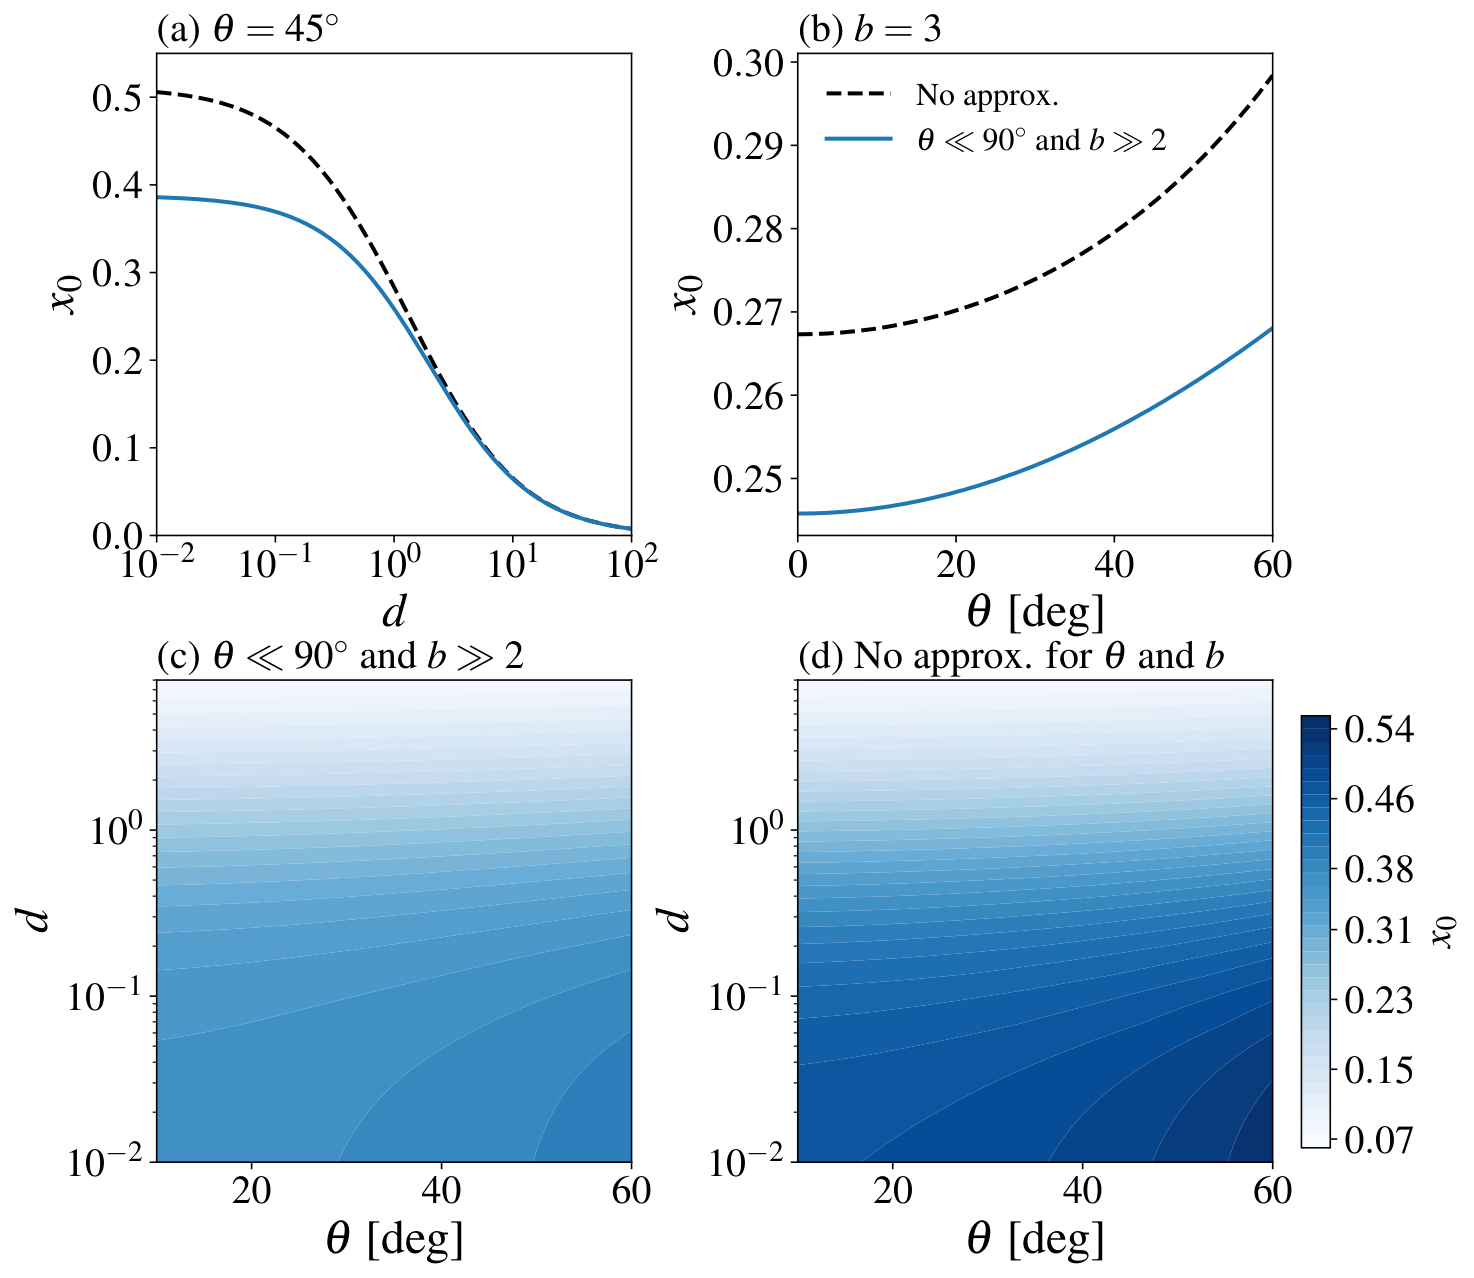 (a) θ = 45°
0.5
0.4
0.3
0.2
0.1
0.0
x₀
10⁻² 10⁻¹ 10⁰ 10¹ 10²
d
(b) b = 3
0.30
0.29
0.28
0.27
0.26
0.25
x₀
No approx.
θ ≪ 90° and b ≫ 2
0 20 40 60
θ [deg]
(c) θ ≪ 90° and b ≫ 2
10⁰
10⁻¹
10⁻²
d
20 40 60
θ [deg]
(d) No approx. for θ and b
10⁰
10⁻¹
10⁻²
d
20 40 60
θ [deg]
0.54
0.46
0.38
0.31
0.23
0.15
0.07
x₀